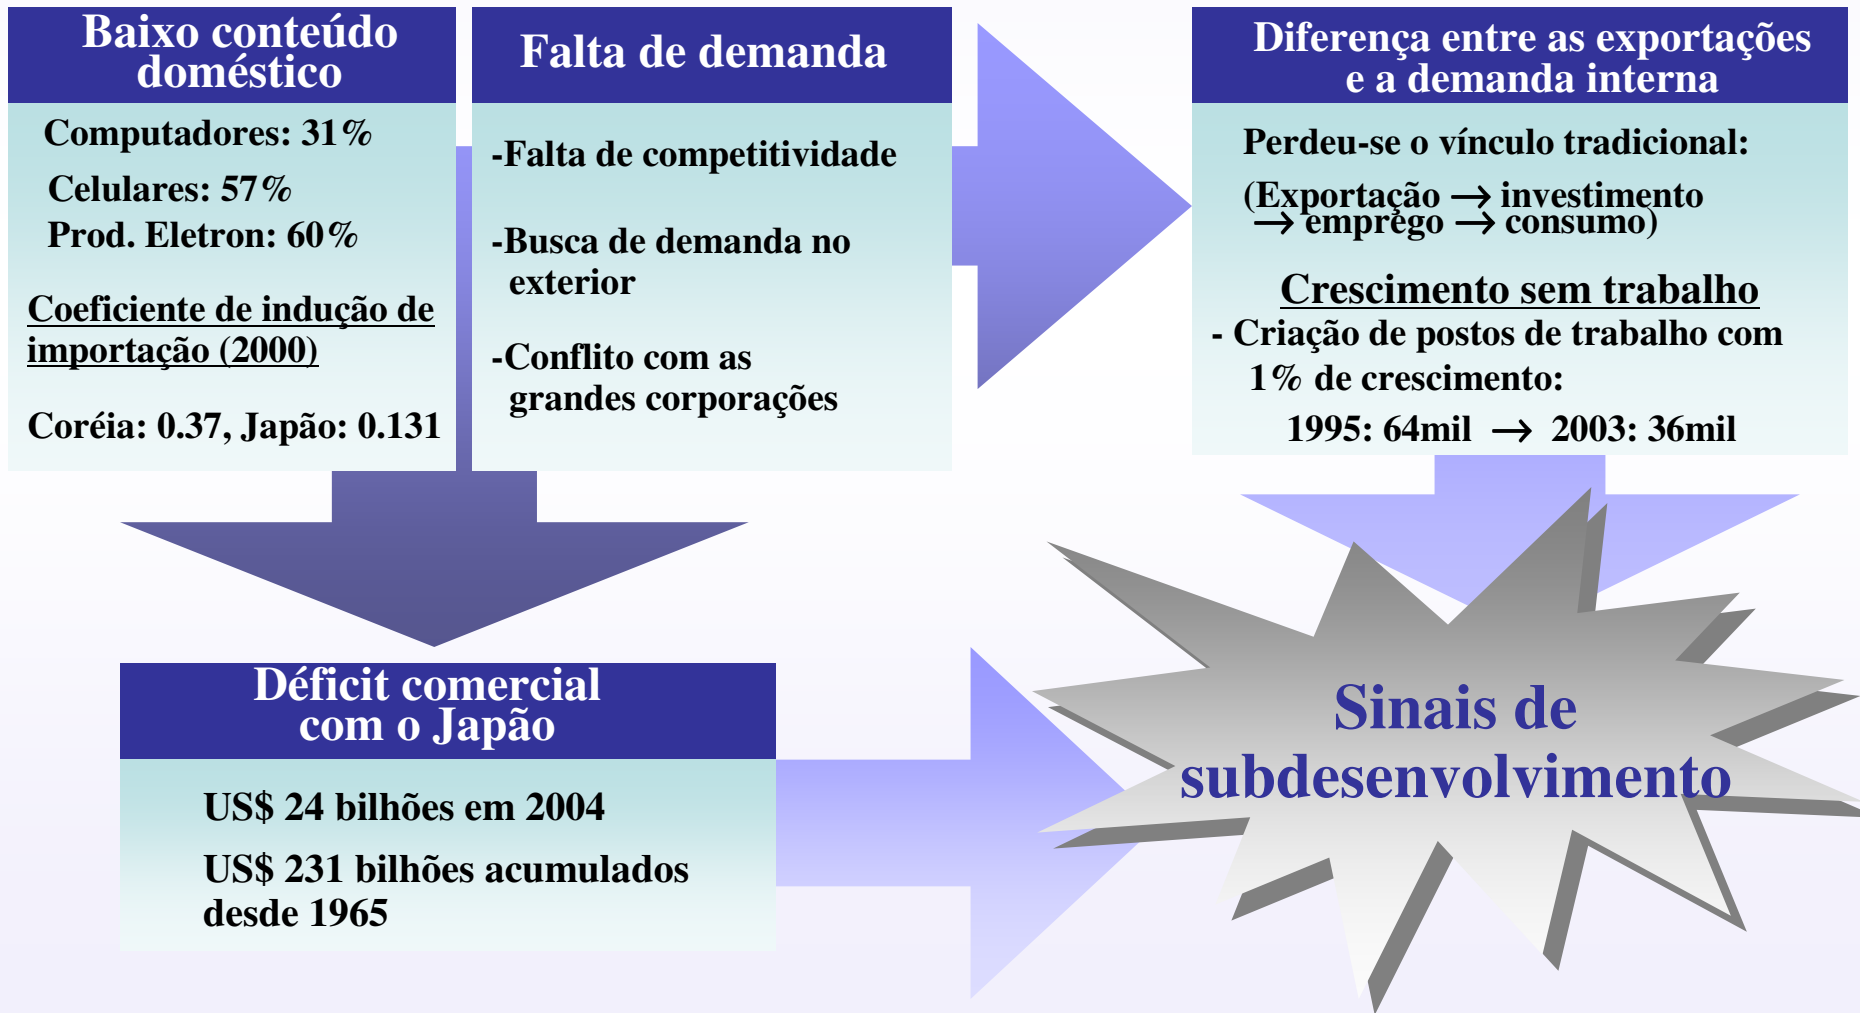 Baixo conteúdo
doméstico
Computadores: 31%
Celulares: 57%
Prod. Eletron: 60%
Coeficiente de indução de
importação (2000)
Coréia: 0.37, Japão: 0.131
Falta de demanda
-Falta de competitividade
-Busca de demanda no
exterior
-Conflito com as
grandes corporações
Diferença entre as exportações
e a demanda interna
Perdeu-se o vínculo tradicional:
(Exportação → investimento
→ emprego → consumo)
Crescimento sem trabalho
- Criação de postos de trabalho com
1% de crescimento:
1995: 64mil → 2003: 36mil
Déficit comercial
com o Japão
US$ 24 bilhões em 2004
US$ 231 bilhões acumulados
desde 1965
Sinais de
subdesenvolvimento